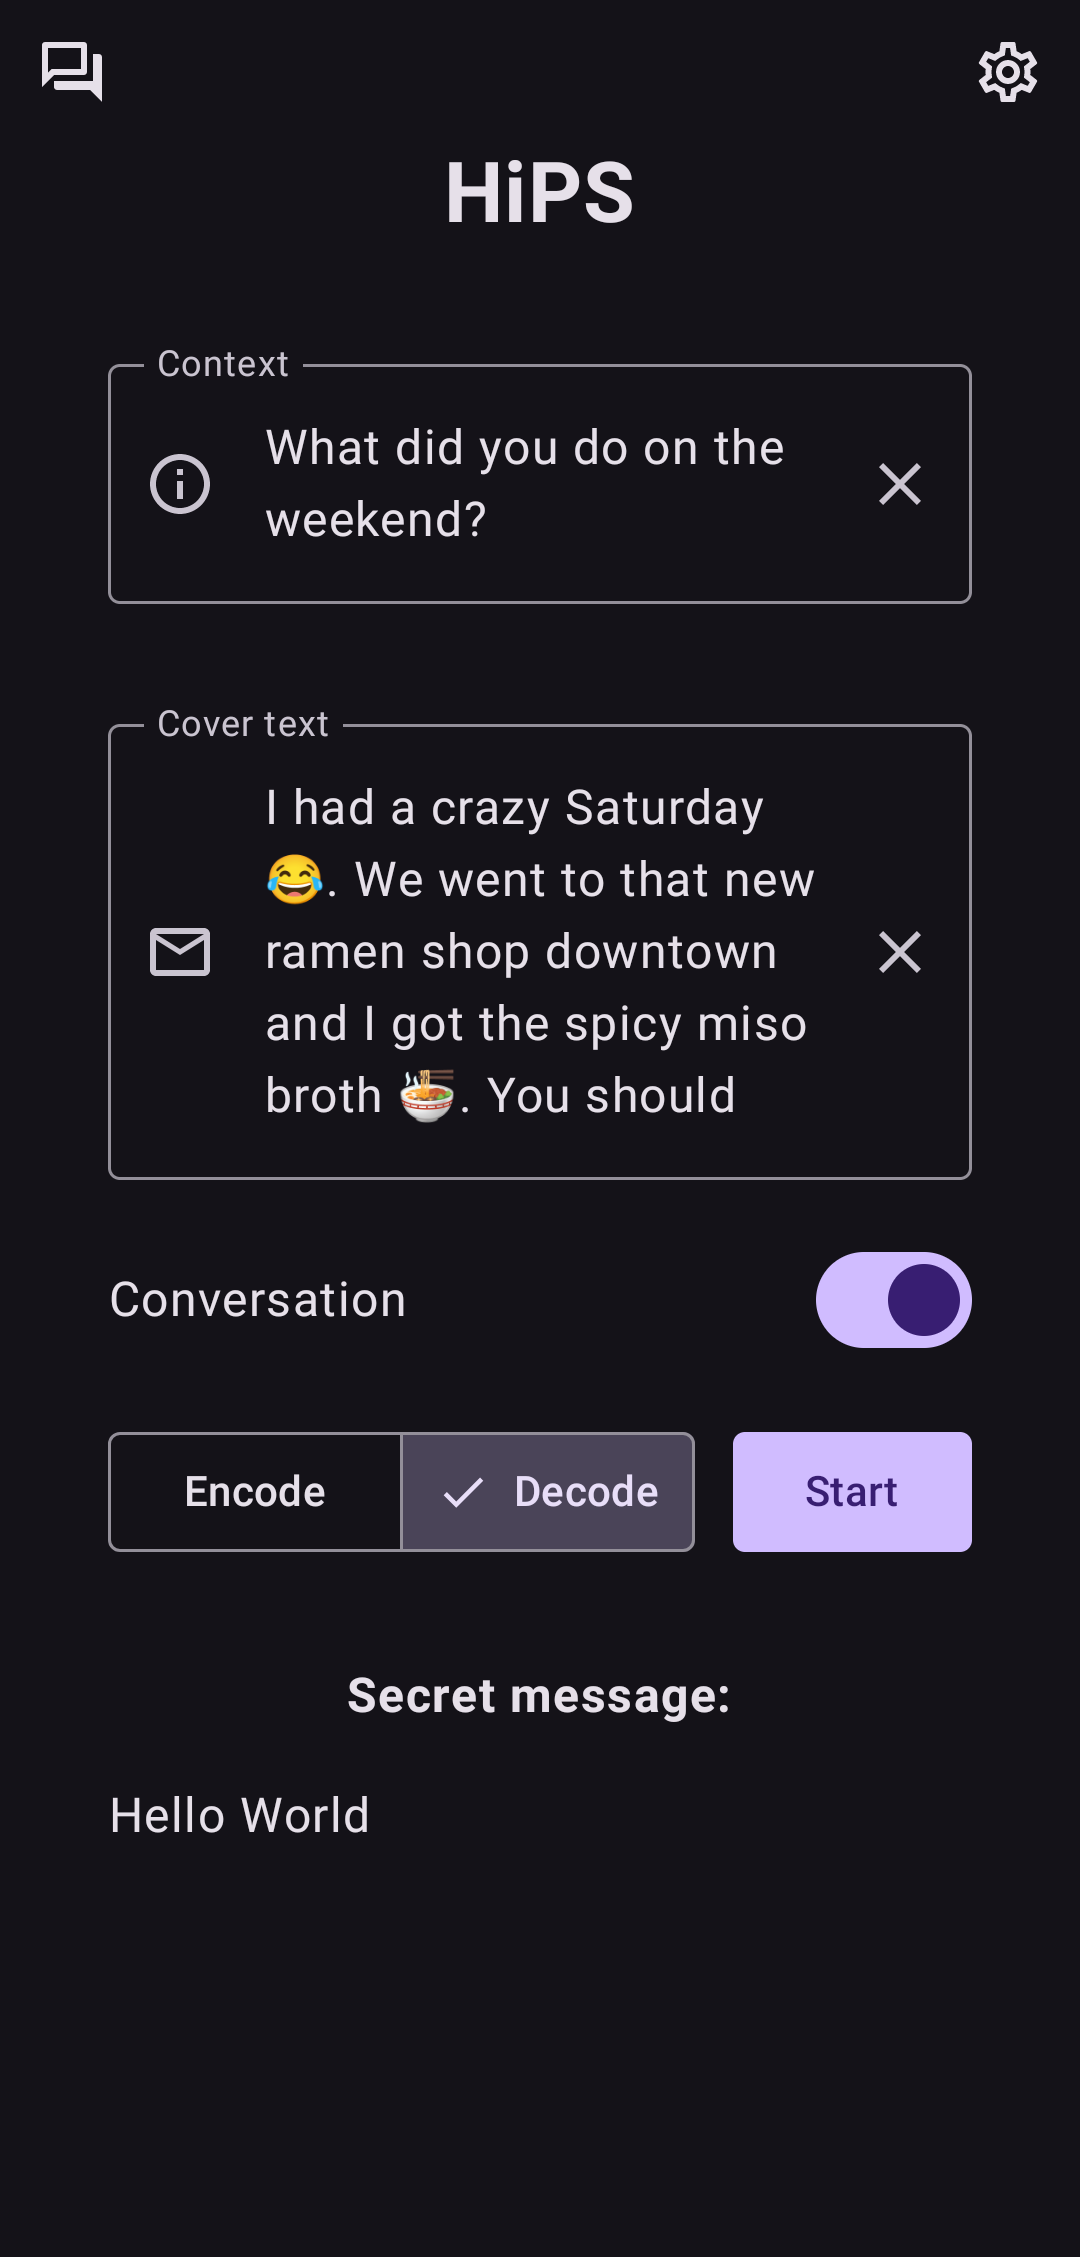 HiPS
Context
What did you do on the
weekend?
Cover text
I had a crazy Saturday
😂. We went to that new
ramen shop downtown
and I got the spicy miso
broth 🍜. You should
Conversation
Encode
Decode
Start
Secret message:
Hello World